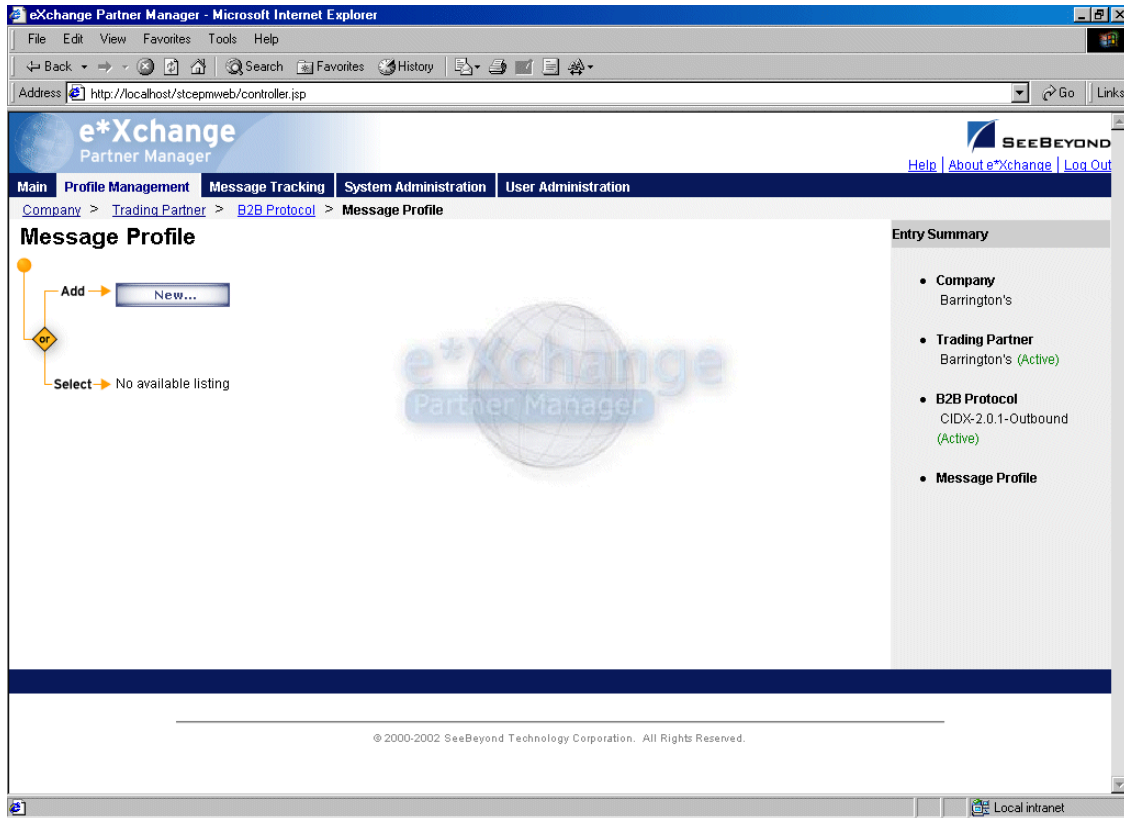 eXchange Partner Manager - Microsoft Internet Explorer
File Edit View Favorites Tools Help
Back Search Favorites History
Address http://localhost/stcepmweb/controller.jsp Go Links
e*Xchange
Partner Manager
SEEBEYOND
Help | About e*Xchange | Log Out
Main Profile Management Message Tracking System Administration User Administration
Company > Trading Partner > B2B Protocol > Message Profile
Message Profile
Add New...
or
Select No available listing
e*Xchange
Partner Manager
Entry Summary
• Company
Barrington's
• Trading Partner
Barrington's (Active)
• B2B Protocol
CIDX-2.0.1-Outbound
(Active)
• Message Profile
© 2000-2002 SeeBeyond Technology Corporation. All Rights Reserved.
Local intranet